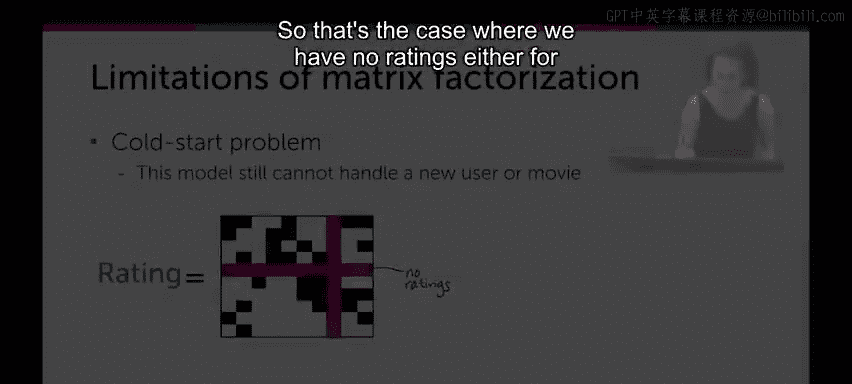 GPT中英字幕课程资源@bilibili.com
So that's the case where we
have no ratings either for
Limitations of matrix factorization
▪ Cold-start problem
- This model still cannot handle a new user or movie
Rating =
no
ratings